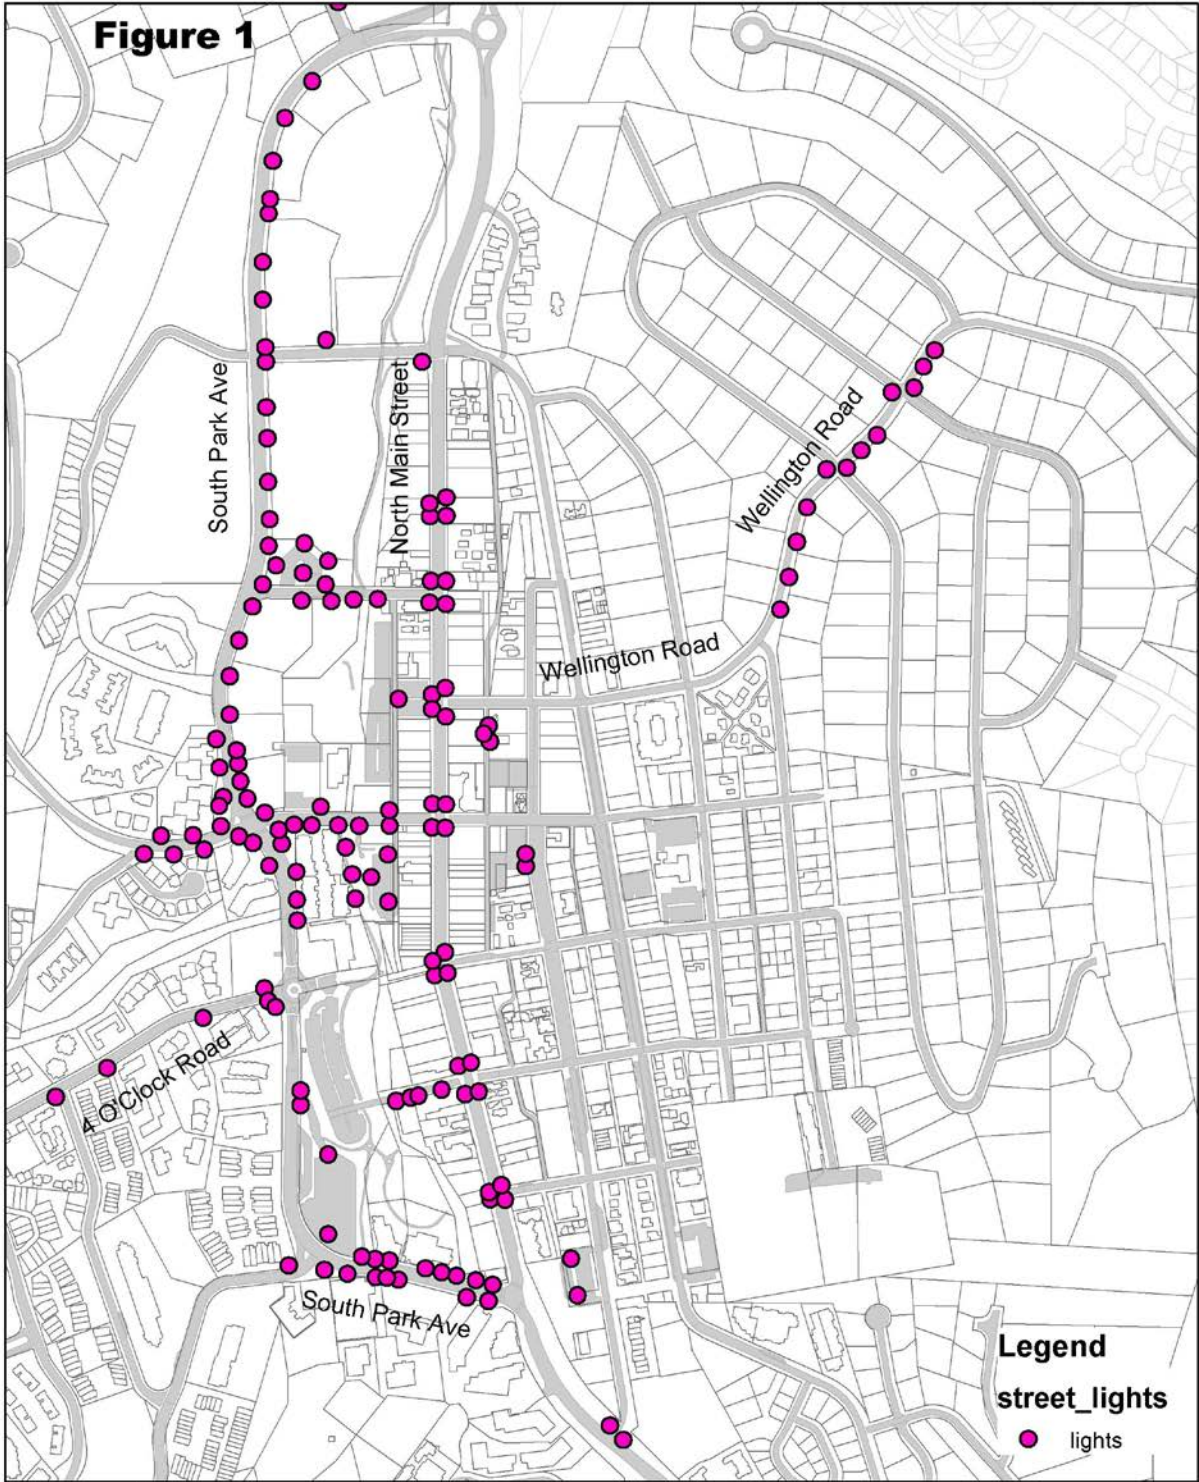 Figure 1
South Park Ave
North Main Street
Wellington Road
Wellington Road
4 O'Clock Road
South Park Ave
Legend
street_lights
lights